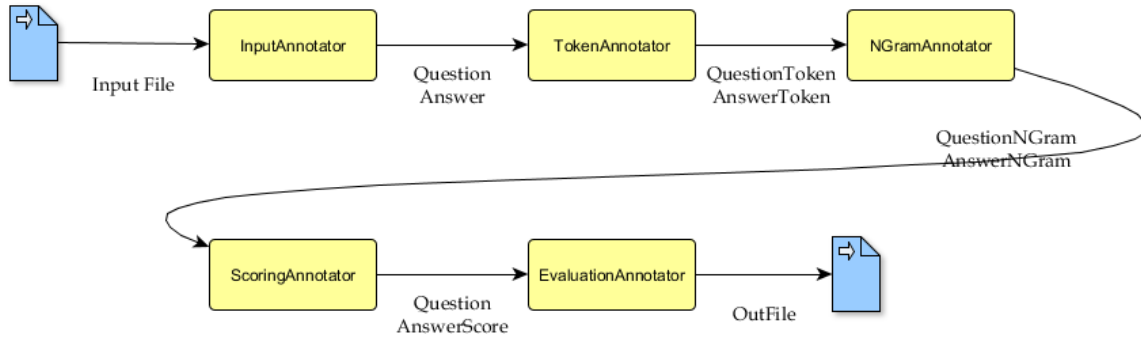 InputAnnotator
TokenAnnotator
NGramAnnotator
Input File
Question
Answer
QuestionToken
AnswerToken
QuestionNGram
AnswerNGram
ScoringAnnotator
EvaluationAnnotator
Question
AnswerScore
OutFile